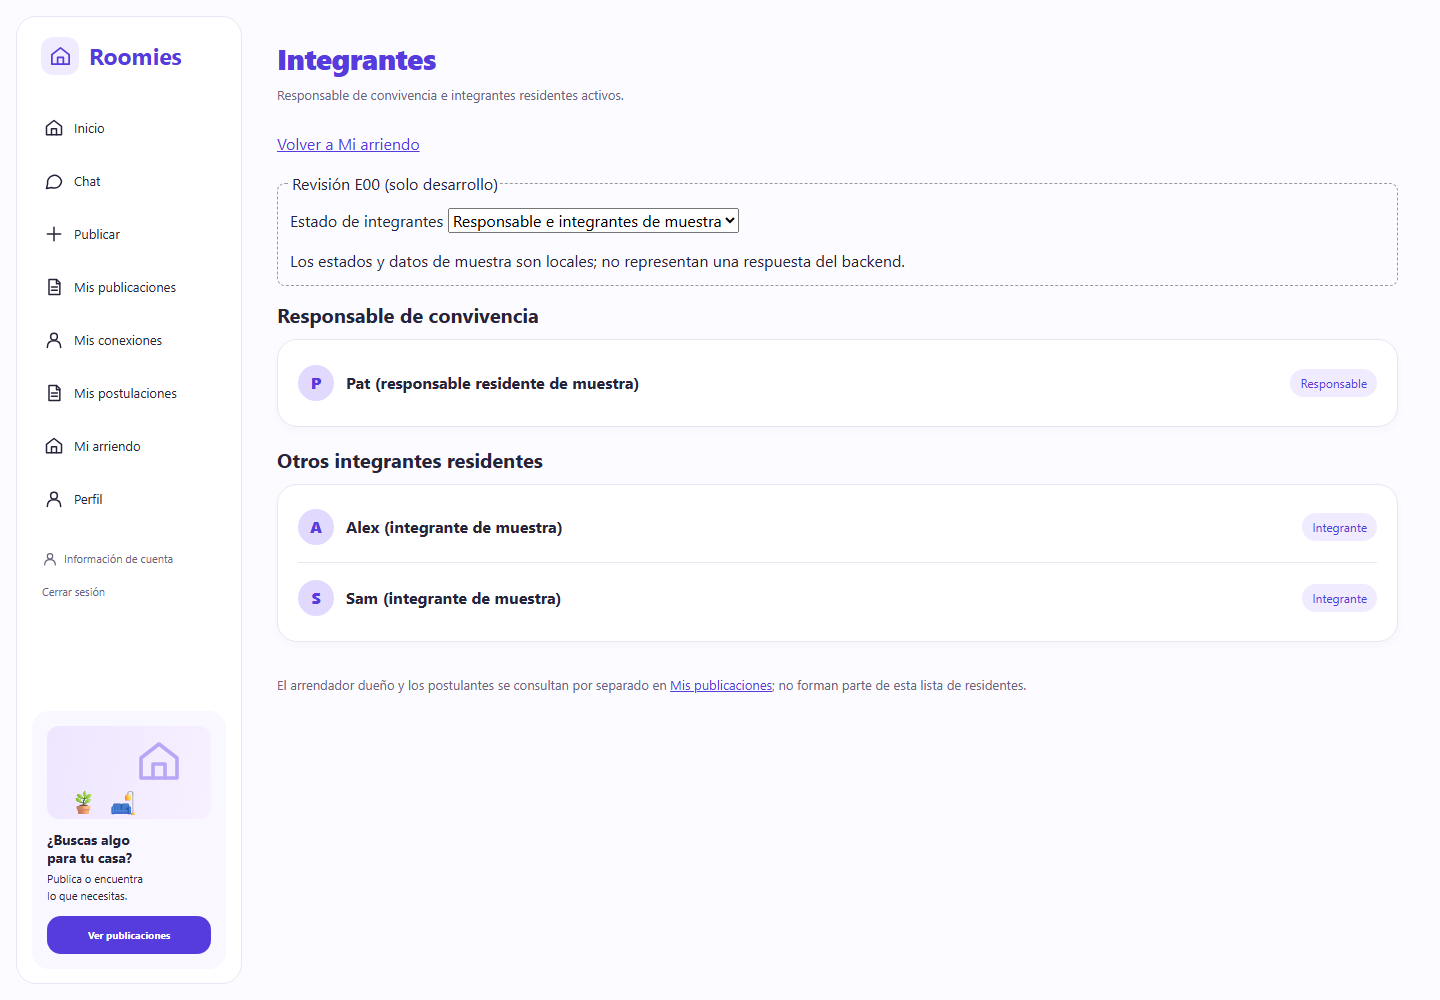 Roomies
Inicio
Chat
Publicar
Mis publicaciones
Mis conexiones
Mis postulaciones
Mi arriendo
Perfil
Información de cuenta
Cerrar sesión
¿Buscas algo
para tu casa?
Publica o encuentra
lo que necesitas.
Ver publicaciones
Integrantes
Responsable de convivencia e integrantes residentes activos.
Volver a Mi arriendo
Revisión E00 (solo desarrollo)
Estado de integrantes Responsable e integrantes de muestra
Los estados y datos de muestra son locales; no representan una respuesta del backend.
Responsable de convivencia
P Pat (responsable residente de muestra) Responsable
Otros integrantes residentes
A Alex (integrante de muestra) Integrante
S Sam (integrante de muestra) Integrante
El arrendador dueño y los postulantes se consultan por separado en Mis publicaciones; no forman parte de esta lista de residentes.